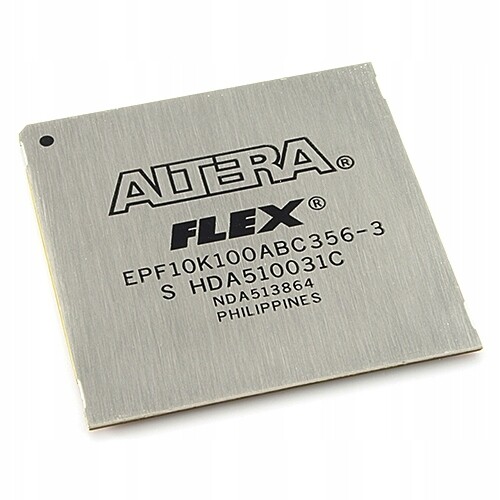 ALTERA®
FLEX®
EPF10K100ABC356-3
S HDA510031C
NDA513864
PHILIPPINES